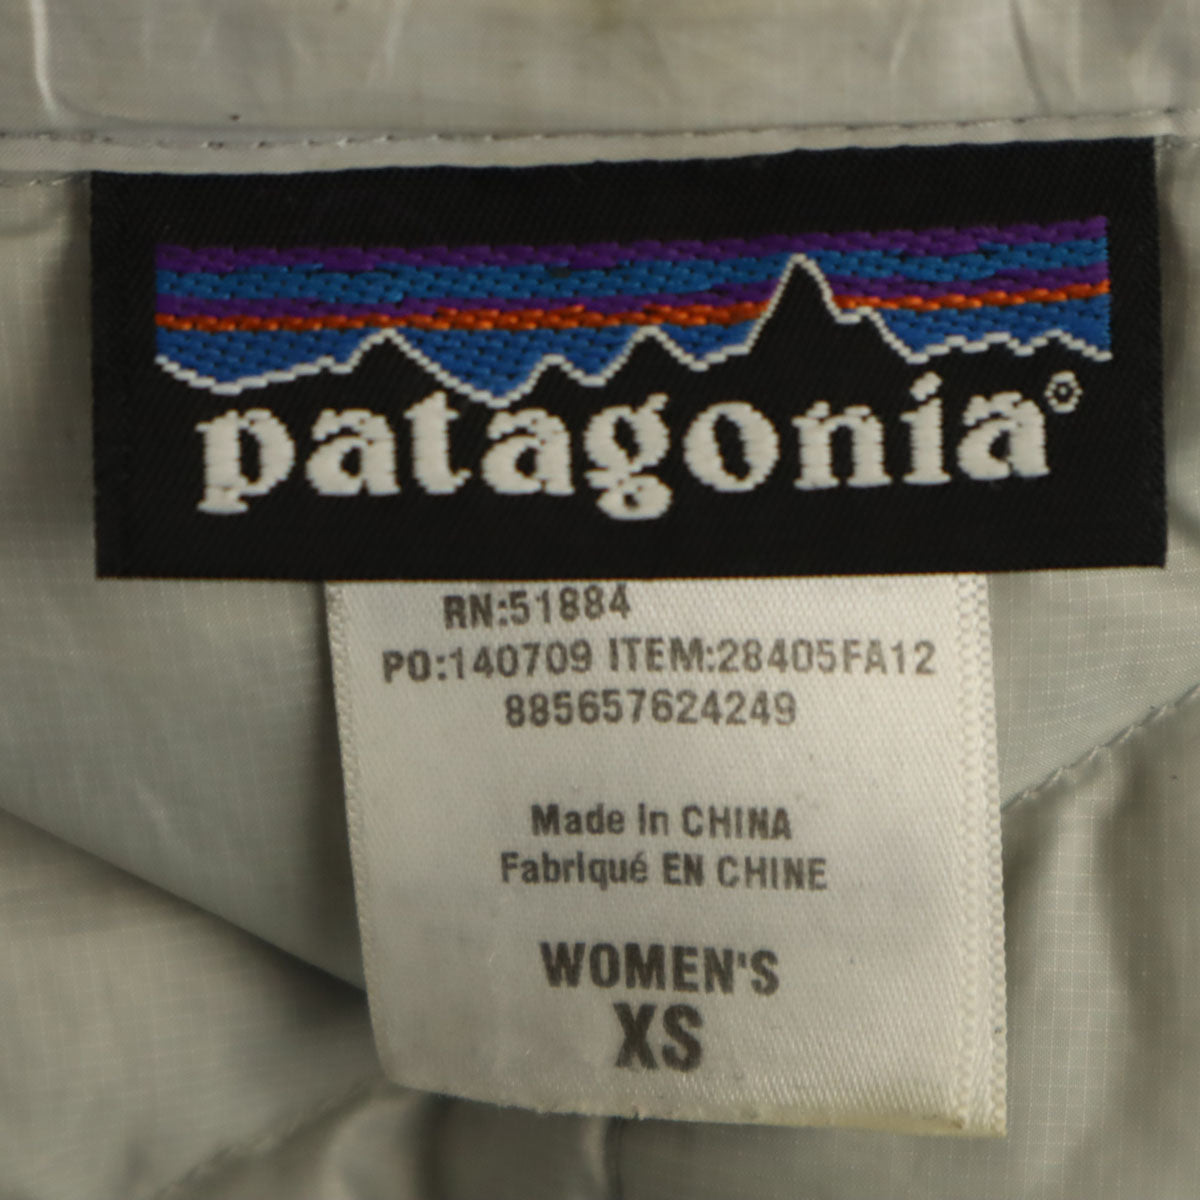 patagonia®
RN:51884
PO:140709 ITEM:28405FA12
885657624249
Made in CHINA
Fabriqué EN CHINE
WOMEN'S
XS